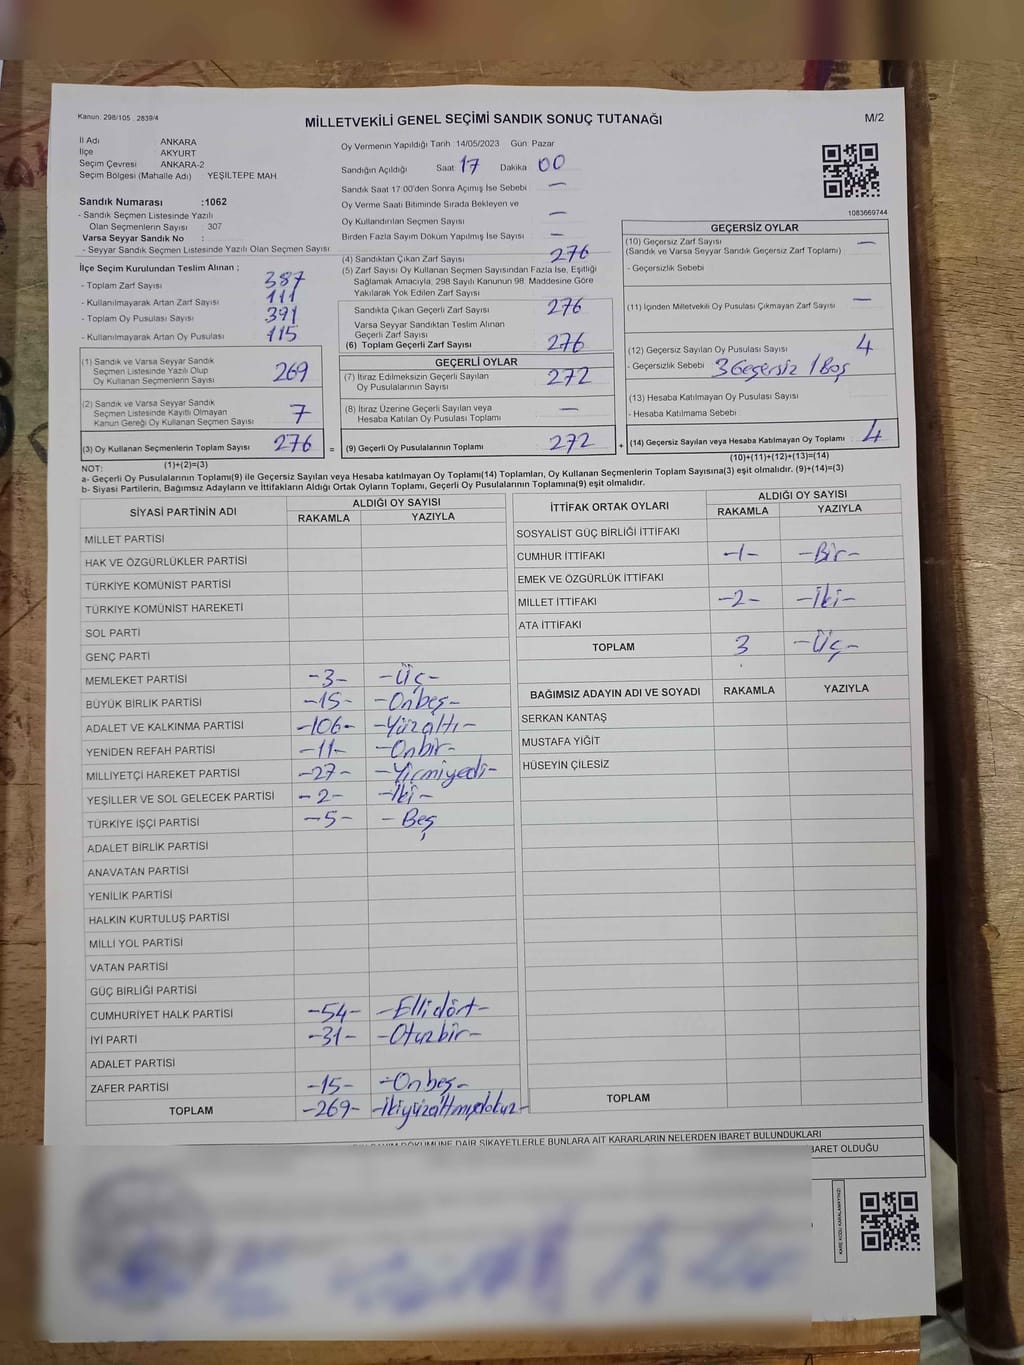 Kanun. 298/105 . 2839/4
MİLLETVEKİLİ GENEL SEÇİMİ SANDIK SONUÇ TUTANAĞI
M/2
İl Adı ANKARA
İlçe AKYURT
Seçim Çevresi ANKARA-2
Seçim Bölgesi (Mahalle Adı) YEŞİLTEPE MAH
Sandık Numarası :1062
- Sandık Seçmen Listesinde Yazılı
Olan Seçmenlerin Sayısı 307
Varsa Seyyar Sandık No :
- Seyyar Sandık Seçmen Listesinde Yazılı Olan Seçmen Sayısı:
İlçe Seçim Kurulundan Teslim Alınan ;
- Toplam Zarf Sayısı 387
- Kullanılmayarak Artan Zarf Sayısı 111
- Toplam Oy Pusulası Sayısı 391
- Kullanılmayarak Artan Oy Pusulası 115
(1) Sandık ve Varsa Seyyar Sandık
Seçmen Listesinde Yazılı Olup
Oy Kullanan Seçmenlerin Sayısı 269
(2) Sandık ve Varsa Seyyar Sandık
Seçmen Listesinde Kayıtlı Olmayan
Kanun Gereği Oy Kullanan Seçmen Sayısı 7
(3) Oy Kullanan Seçmenlerin Toplam Sayısı 276 =
(1)+(2)=(3)
Oy Vermenin Yapıldığı Tarih 14/05/2023 Gün: Pazar
Sandığın Açıldığı Saat 17 Dakika 00
Sandık Saat 17:00'den Sonra Açılmış İse Sebebi —
Oy Verme Saati Bitiminde Sırada Bekleyen ve
Oy Kullandırılan Seçmen Sayısı —
Birden Fazla Sayım Döküm Yapılmış İse Sayısı —
(4) Sandıktan Çıkan Zarf Sayısı 276
(5) Zarf Sayısı Oy Kullanan Seçmen Sayısından Fazla İse, Eşitliği
Sağlamak Amacıyla, 298 Sayılı Kanunun 98. Maddesine Göre
Yakılarak Yok Edilen Zarf Sayısı
Sandıkta Çıkan Geçerli Zarf Sayısı 276
Varsa Seyyar Sandıktan Teslim Alınan
Geçerli Zarf Sayısı
(6) Toplam Geçerli Zarf Sayısı 276
GEÇERLİ OYLAR
(7) İtiraz Edilmeksizin Geçerli Sayılan
Oy Pusulalarının Sayısı 272
(8) İtiraz Üzerine Geçerli Sayılan veya
Hesaba Katılan Oy Pusulası Toplamı —
(9) Geçerli Oy Pusulalarının Toplamı 272 +
1083669744
GEÇERSİZ OYLAR
(10) Geçersiz Zarf Sayısı —
(Sandık ve Varsa Seyyar Sandık Geçersiz Zarf Toplamı)
- Geçersizlik Sebebi
(11) İçinden Milletvekili Oy Pusulası Çıkmayan Zarf Sayısı —
(12) Geçersiz Sayılan Oy Pusulası Sayısı 4
- Geçersizlik Sebebi 3 Geçersiz 1 Boş
(13) Hesaba Katılmayan Oy Pusulası Sayısı
- Hesaba Katılmama Sebebi
(14) Geçersiz Sayılan veya Hesaba Katılmayan Oy Toplamı 4
(10)+(11)+(12)+(13)=(14)
NOT:
a- Geçerli Oy Pusulalarının Toplamı(9) ile Geçersiz Sayılan veya Hesaba katılmayan Oy Toplamı(14) Toplamları, Oy Kullanan Seçmenlerin Toplam Sayısına(3) eşit olmalıdır. (9)+(14)=(3)
b- Siyasi Partilerin, Bağımsız Adayların ve İttifakların Aldığı Ortak Oyların Toplamı, Geçerli Oy Pusulalarının Toplamına(9) eşit olmalıdır.
SİYASİ PARTİNİN ADI ALDIĞI OY SAYISI
RAKAMLA YAZIYLA
MİLLET PARTİSİ
HAK VE ÖZGÜRLÜKLER PARTİSİ
TÜRKİYE KOMÜNİST PARTİSİ
TÜRKİYE KOMÜNİST HAREKETİ
SOL PARTİ
GENÇ PARTİ
MEMLEKET PARTİSİ -3- -Üç-
BÜYÜK BİRLİK PARTİSİ -15- -Onbeş-
ADALET VE KALKINMA PARTİSİ -106- -Yüzaltı-
YENİDEN REFAH PARTİSİ -11- -Onbir-
MİLLİYETÇİ HAREKET PARTİSİ -27- -Yirmiyedi-
YEŞİLLER VE SOL GELECEK PARTİSİ -2- -İki-
TÜRKİYE İŞÇİ PARTİSİ -5- -Beş
ADALET BİRLİK PARTİSİ
ANAVATAN PARTİSİ
YENİLİK PARTİSİ
HALKIN KURTULUŞ PARTİSİ
MİLLİ YOL PARTİSİ
VATAN PARTİSİ
GÜÇ BİRLİĞİ PARTİSİ
CUMHURİYET HALK PARTİSİ -54- -Ellidört-
İYİ PARTİ -31- -Otuzbir-
ADALET PARTİSİ
ZAFER PARTİSİ -15- -Onbeş-
TOPLAM -269- -İkiyüzaltmışdokuz-
İTTİFAK ORTAK OYLARI ALDIĞI OY SAYISI
RAKAMLA YAZIYLA
SOSYALİST GÜÇ BİRLİĞİ İTTİFAKI
CUMHUR İTTİFAKI -1- -Bir-
EMEK VE ÖZGÜRLÜK İTTİFAKI
MİLLET İTTİFAKI -2- -İki-
ATA İTTİFAKI
TOPLAM 3 -Üç-
BAĞIMSIZ ADAYIN ADI VE SOYADI RAKAMLA YAZIYLA
SERKAN KANTAŞ
MUSTAFA YİĞİT
HÜSEYİN ÇİLESİZ
TOPLAM
DÖKÜMÜNE DAİR ŞİKAYETLERLE BUNLARA AİT KARARLARIN NELERDEN İBARET BULUNDUKLARI
İBARET OLDUĞU
KARE KODU KARALAMAYINIZ!